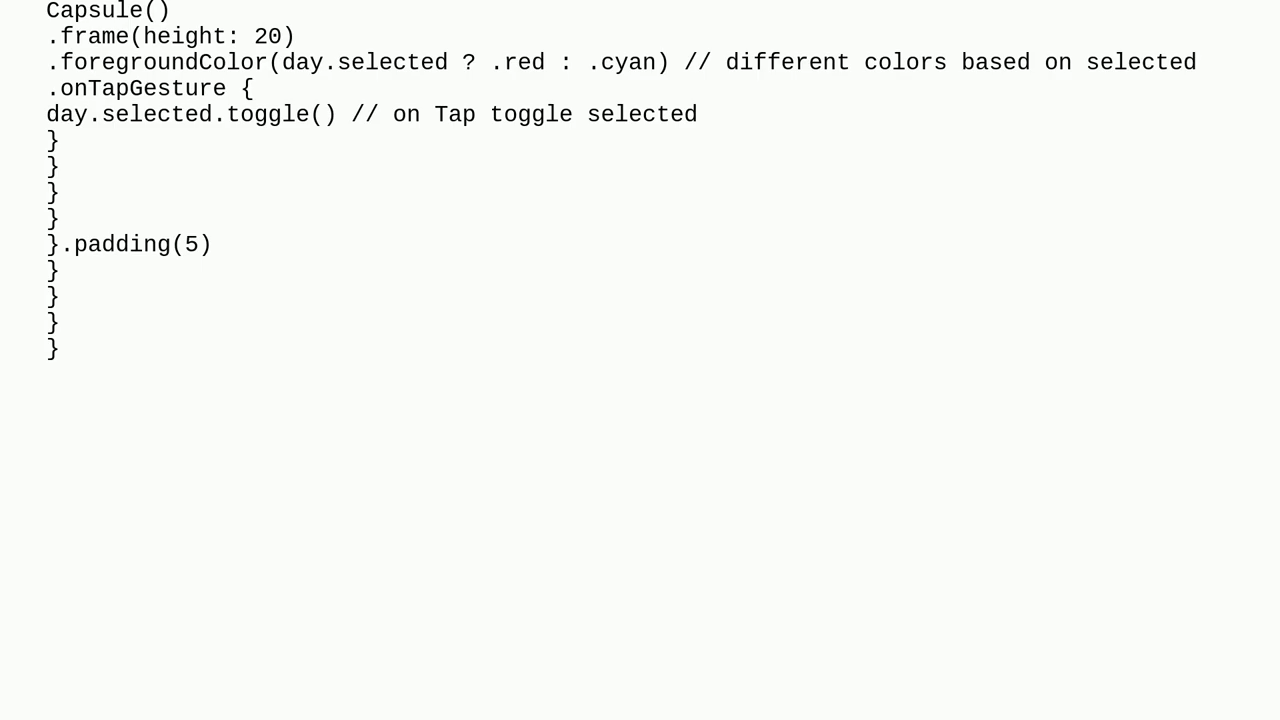 Capsule()
.frame(height: 20)
.foregroundColor(day.selected ? .red : .cyan) // different colors based on selected
.onTapGesture {
day.selected.toggle() // on Tap toggle selected
}
}
}
}
}.padding(5)
}
}
}
}